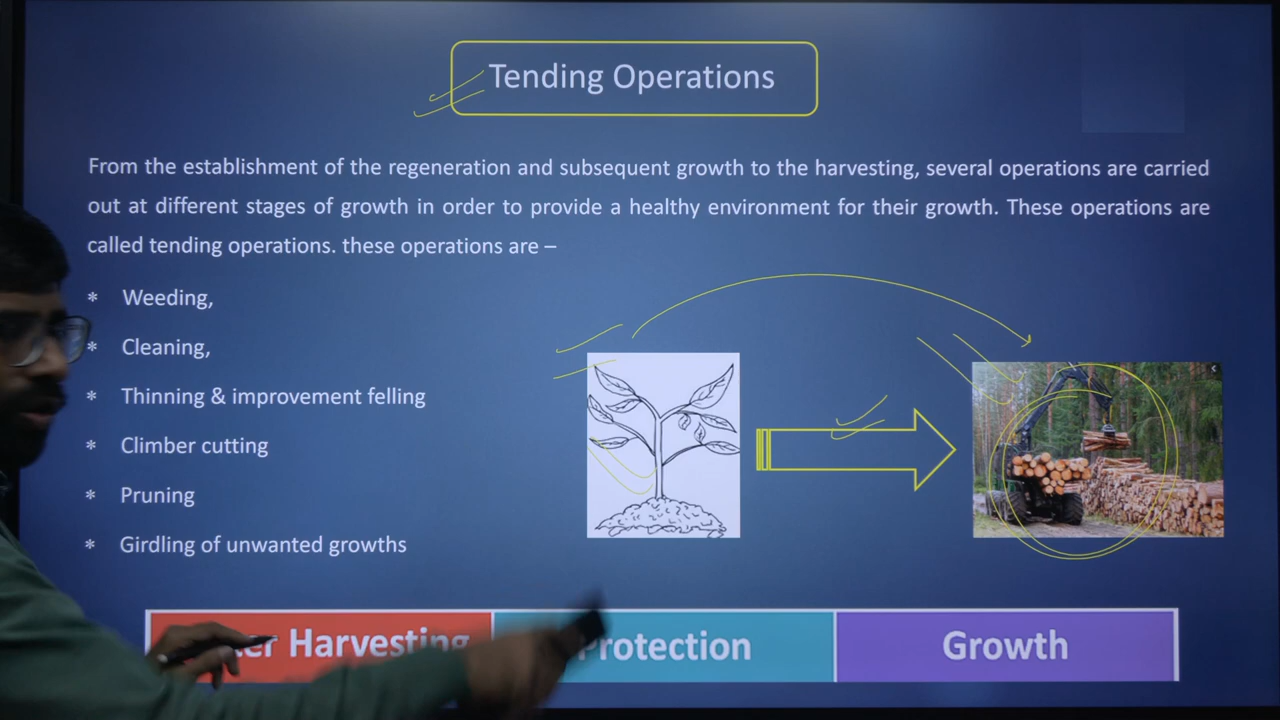 Tending Operations
From the establishment of the regeneration and subsequent growth to the harvesting, several operations are carried
out at different stages of growth in order to provide a healthy environment for their growth. These operations are
called tending operations. these operations are –
* Weeding,
* Cleaning,
* Thinning & improvement felling
* Climber cutting
* Pruning
* Girdling of unwanted growths
Harvesting
Protection
Growth